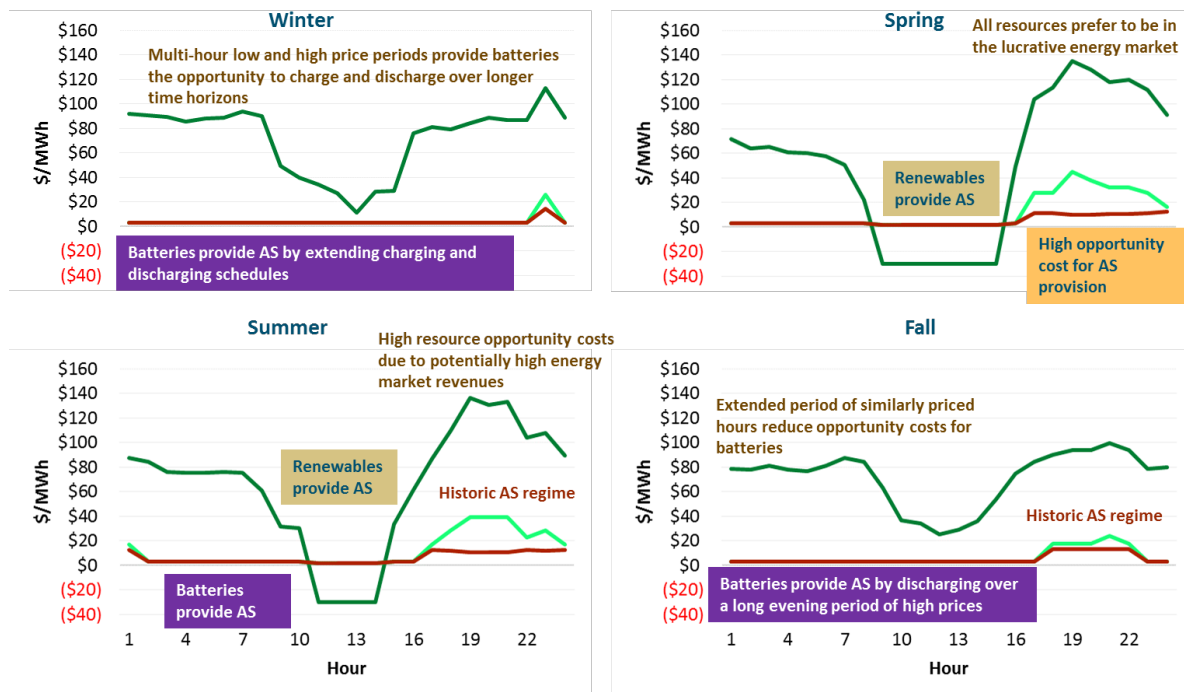 Winter
$/MWh
$160
$140
$120
$100
$80
$60
$40
$20
$0
($20)
($40)
Multi-hour low and high price periods provide batteries
the opportunity to charge and discharge over longer
time horizons
Batteries provide AS by extending charging and
discharging schedules
Spring
$/MWh
$160
$140
$120
$100
$80
$60
$40
$20
$0
($20)
($40)
All resources prefer to be in
the lucrative energy market
Renewables
provide AS
High opportunity
cost for AS
provision
Summer
$/MWh
$160
$140
$120
$100
$80
$60
$40
$20
$0
($20)
($40)
High resource opportunity costs
due to potentially high energy
market revenues
Renewables
provide AS
Historic AS regime
Batteries
provide AS
1 4 7 10 13 16 19 22
Hour
Fall
$/MWh
$160
$140
$120
$100
$80
$60
$40
$20
$0
($20)
($40)
Extended period of similarly priced
hours reduce opportunity costs for
batteries
Historic AS regime
Batteries provide AS by discharging over
a long evening period of high prices
1 4 7 10 13 16 19 22
Hour